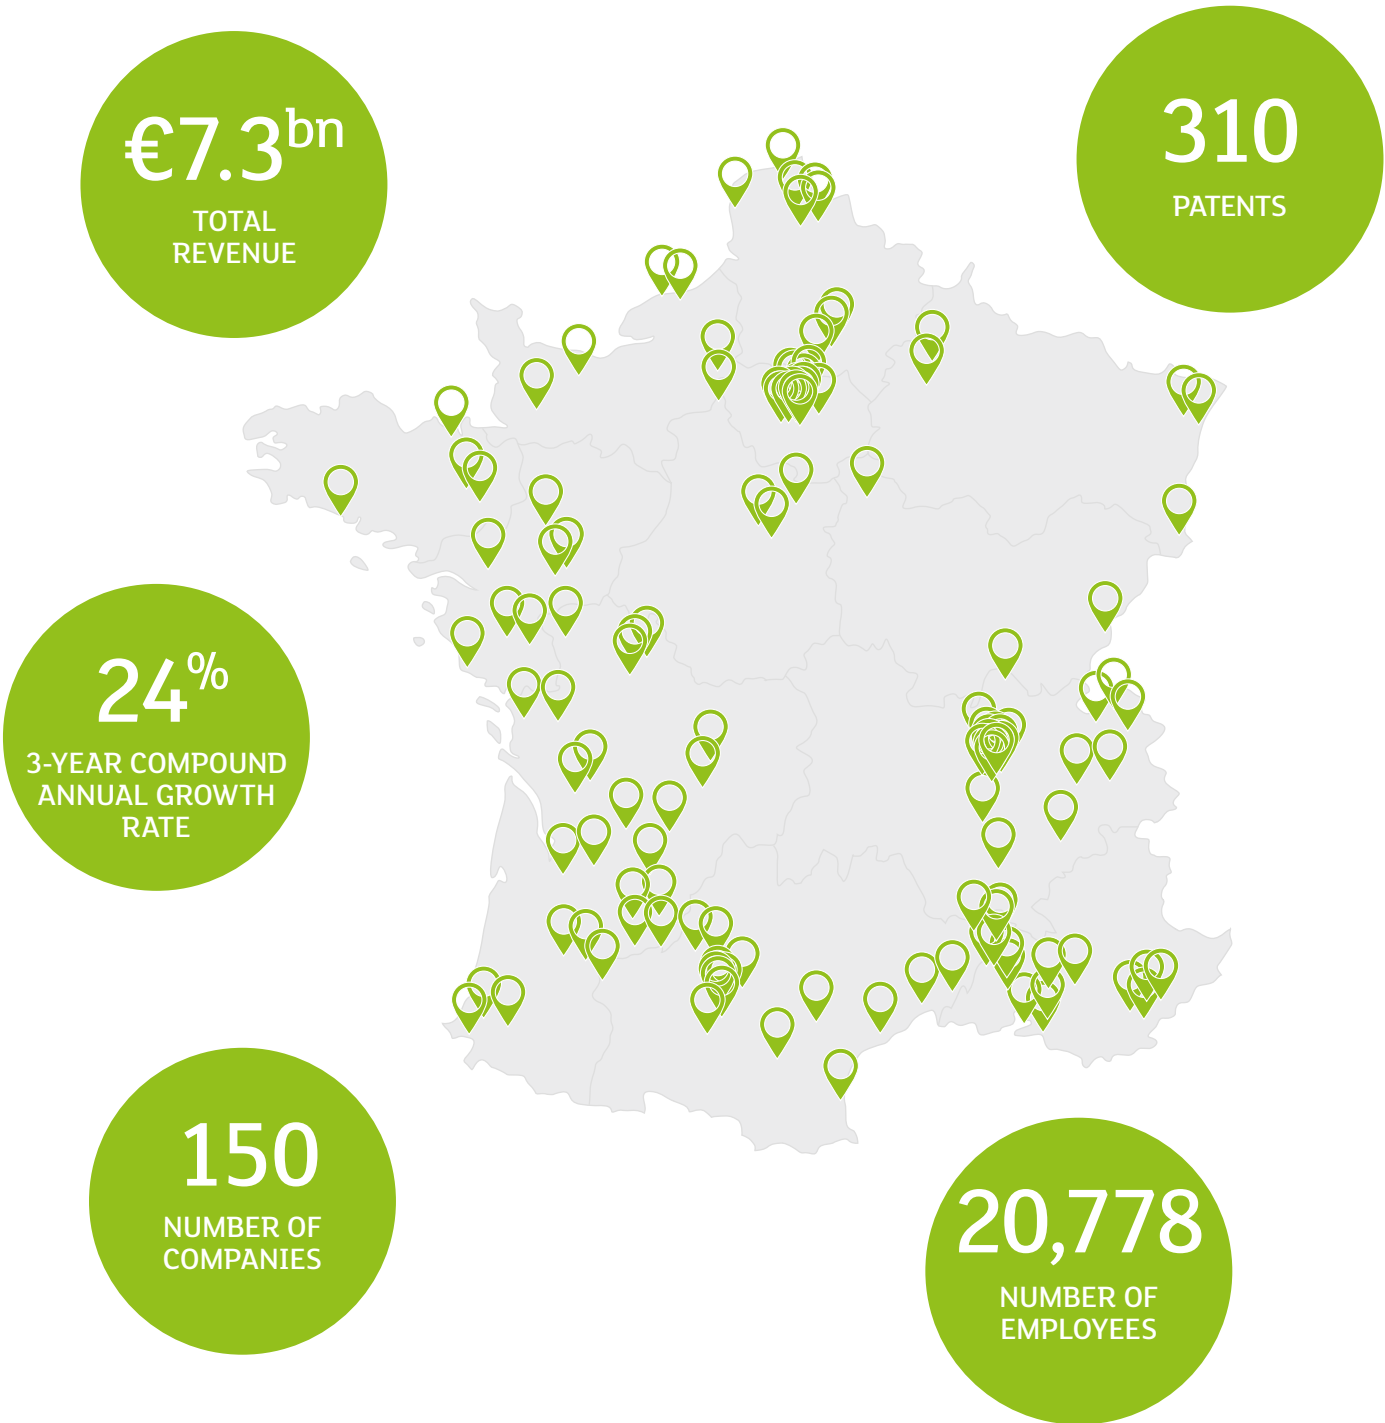 €7.3bn
TOTAL
REVENUE
310
PATENTS
24%
3-YEAR COMPOUND
ANNUAL GROWTH
RATE
150
NUMBER OF
COMPANIES
20,778
NUMBER OF
EMPLOYEES